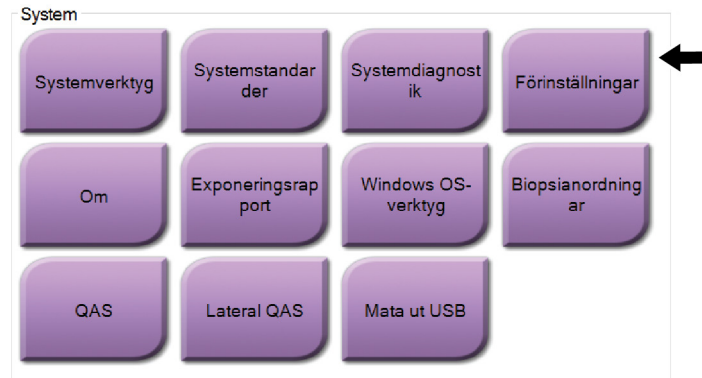 System
Systemverktyg
Systemstandar
der
Systemdiagnost
ik
Förinställningar
Om
Exponeringsrap
port
Windows OS-
verktyg
Biopsianordning
ar
QAS
Lateral QAS
Mata ut USB